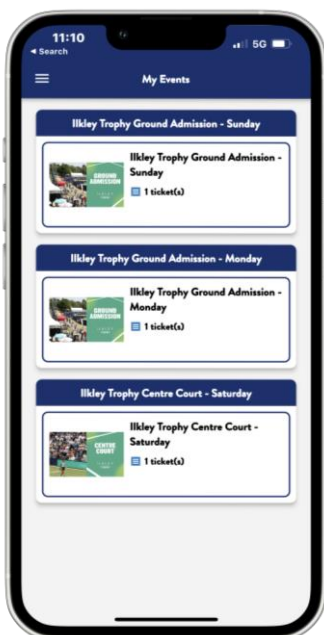 11:10
5G
◄ Search
My Events
Ilkley Trophy Ground Admission - Sunday
GROUND
ADMISSION
Ilkley Trophy Ground Admission -
Sunday
1 ticket(s)
Ilkley Trophy Ground Admission - Monday
GROUND
ADMISSION
Ilkley Trophy Ground Admission -
Monday
1 ticket(s)
Ilkley Trophy Centre Court - Saturday
CENTRE
COURT
Ilkley Trophy Centre Court -
Saturday
1 ticket(s)